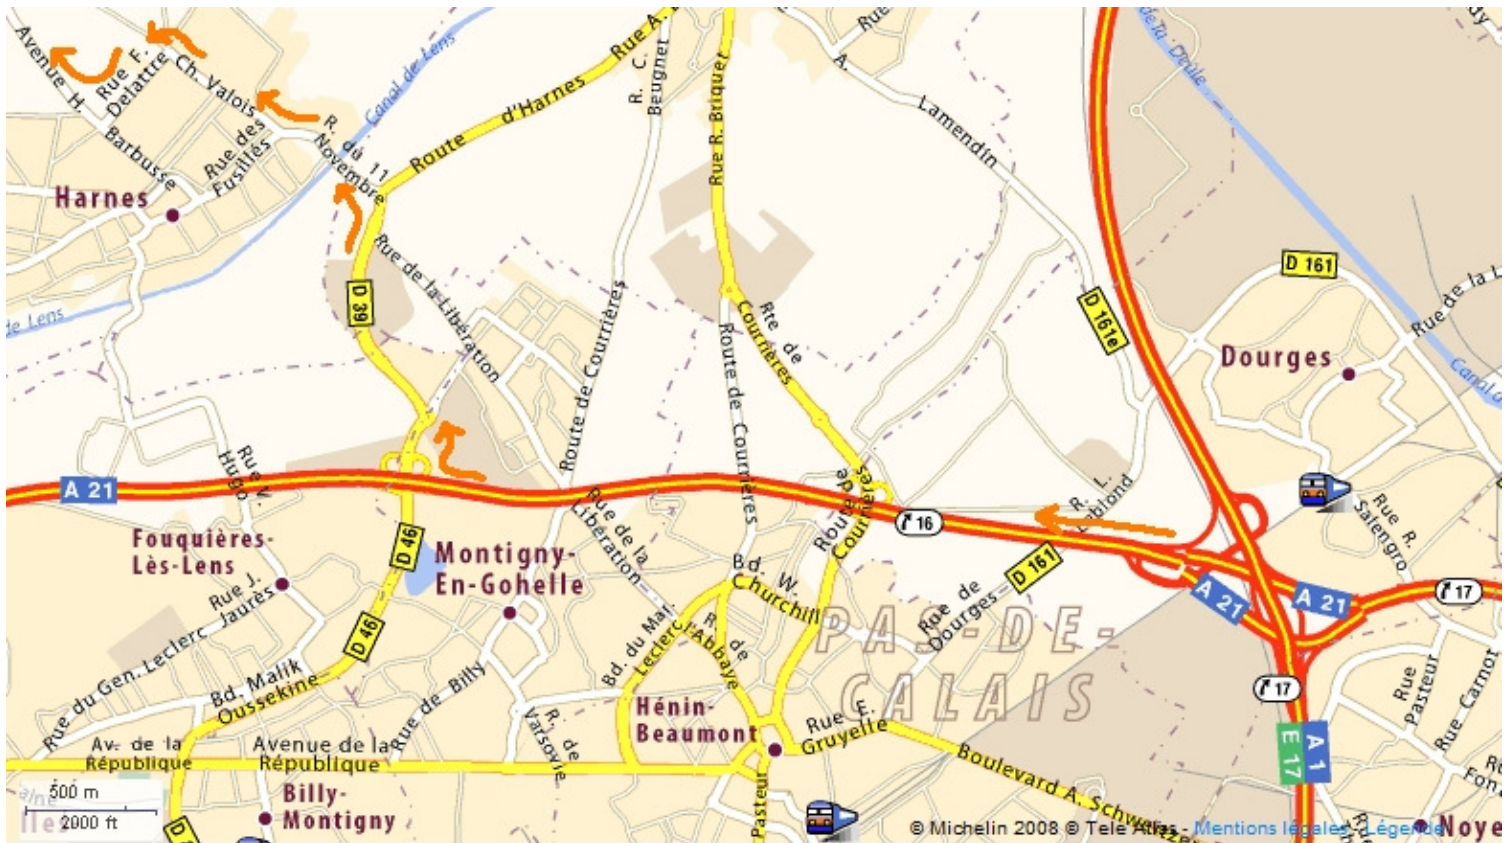 Avenue H.
Barbusse
Rue F.
Delattre
Ch. Valois
Rue des
Fusillés
Harnes
R. du 11
Novembre
Canal de Lens
de Lens
Route d'Harnes
Rue A.
R. C.
Beugnet
Rue R. Briquet
Rue
A.
Lamendin
de la Deûle
D 161
Rue de la
D 161e
Dourges
D 39
Rue de la Libération
Route de Courrières
Rte de
Courrières
Route de Courrières
A 21
Rue V.
Hugo
Route de
Courrières
16
R. L.
Leblond
Rue R.
Salengro
D 46
Fouquières-
Lès-Lens
Montigny-
En-Gohelle
Rue de la
Libération
Rue J.
Jaurès
Rue du Gen. Leclerc
D 46
Bd. W.
Churchill
D 161
Rue de
Dourges
A 21
A 21
17
PAS-DE-
CALAIS
Bd. du Mar.
Leclerc
R. de
l'Abbaye
Bd. Malik
Oussekine
Rue de Billy
R. de
Varsovie
Hénin-
Beaumont
Rue E.
Gruyelle
17
Rue
Pasteur
Rue Carnot
Av. de la
République
Avenue de la
République
E 17
A 1
Boulevard A. Schweitzer
Pasteur
500 m
2000 ft
Billy-
Montigny
© Michelin 2008 © Tele Atlas - Mentions légales - Légende
Noye